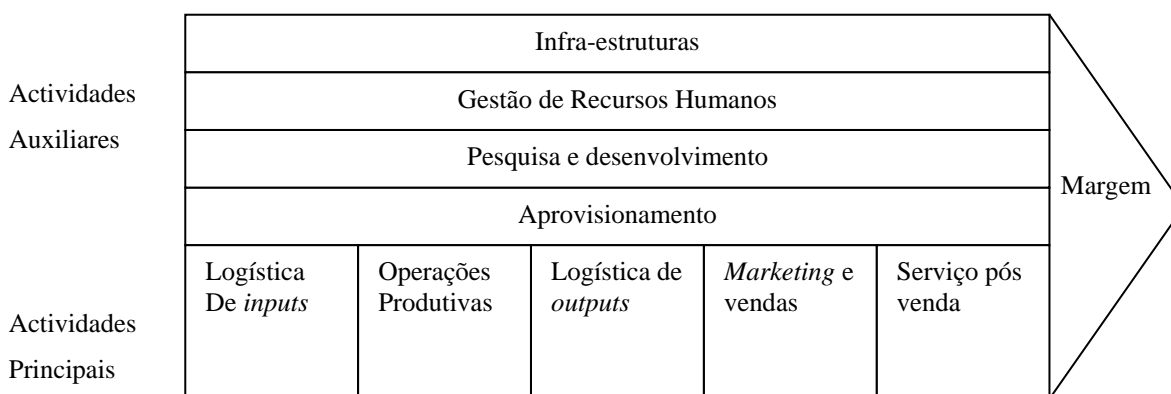 Infra-estruturas
Actividades
Auxiliares
Gestão de Recursos Humanos
Pesquisa e desenvolvimento
Aprovisionamento
Margem
Actividades
Principais
Logística
De inputs
Operações
Produtivas
Logística de
outputs
Marketing e
vendas
Serviço pós
venda